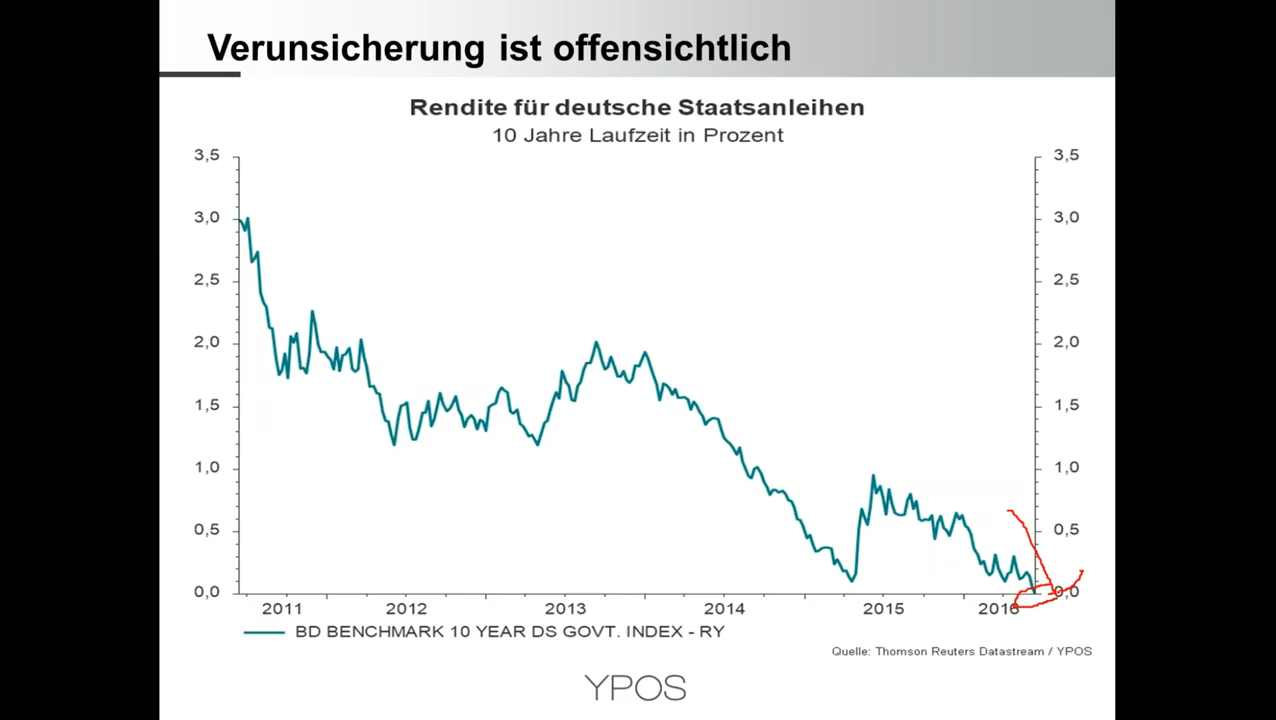 Verunsicherung ist offensichtlich
Rendite für deutsche Staatsanleihen
10 Jahre Laufzeit in Prozent
3,5 3,5
3,0 3,0
2,5 2,5
2,0 2,0
1,5 1,5
1,0 1,0
0,5 0,5
0,0 0,0
2011 2012 2013 2014 2015 2016
BD BENCHMARK 10 YEAR DS GOVT. INDEX - RY
Quelle: Thomson Reuters Datastream / YPOS
YPOS